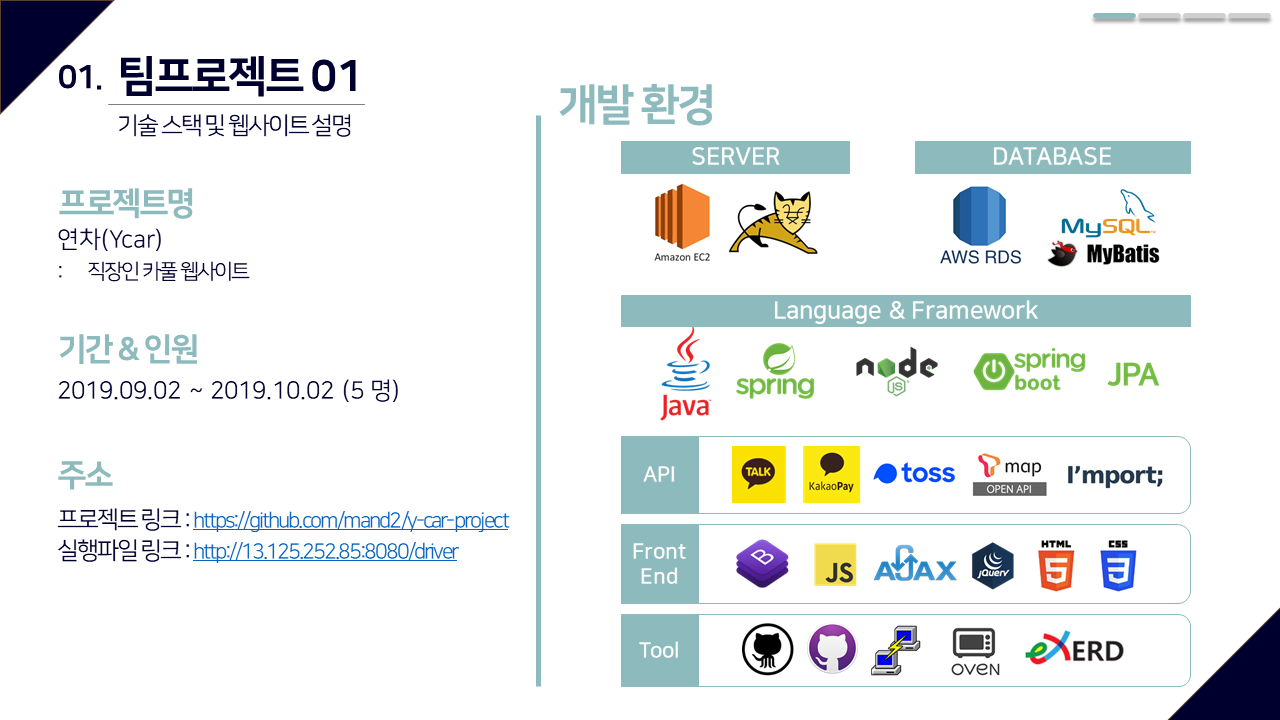 01. 팀프로젝트 01
기술 스택 및 웹사이트 설명
프로젝트명
연차(Ycar)
: 직장인 카풀 웹사이트
기간 & 인원
2019.09.02 ~ 2019.10.02 (5 명)
주소
프로젝트 링크 : https://github.com/mand2/y-car-project
실행파일 링크 : http://13.125.252.85:8080/driver
개발 환경
SERVER
Amazon EC2
DATABASE
AWS RDS
MySQL™
MyBatis
Language & Framework
Java™
spring
node
JS
spring
boot
JPA
API
TALK
KakaoPay
toss
T map
OPEN API
I'mport;
Front
End
B
JS
AJAX
jQuery
HTML
5
CSS
3
Tool
oven
eXERD